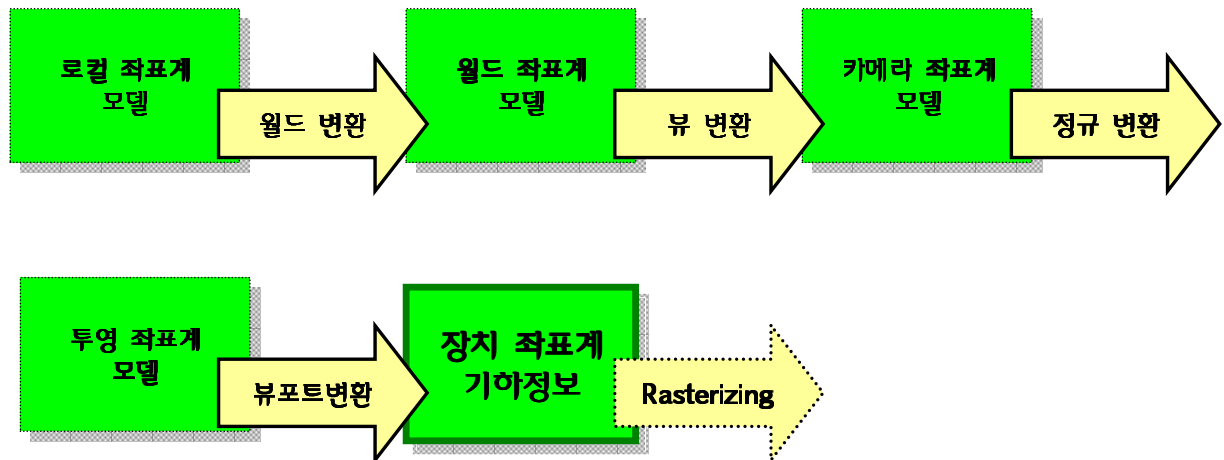 로컬 좌표계
모델
월드 변환
월드 좌표계
모델
뷰 변환
카메라 좌표계
모델
정규 변환
투영 좌표계
모델
뷰포트변환
장치 좌표계
기하정보
Rasterizing